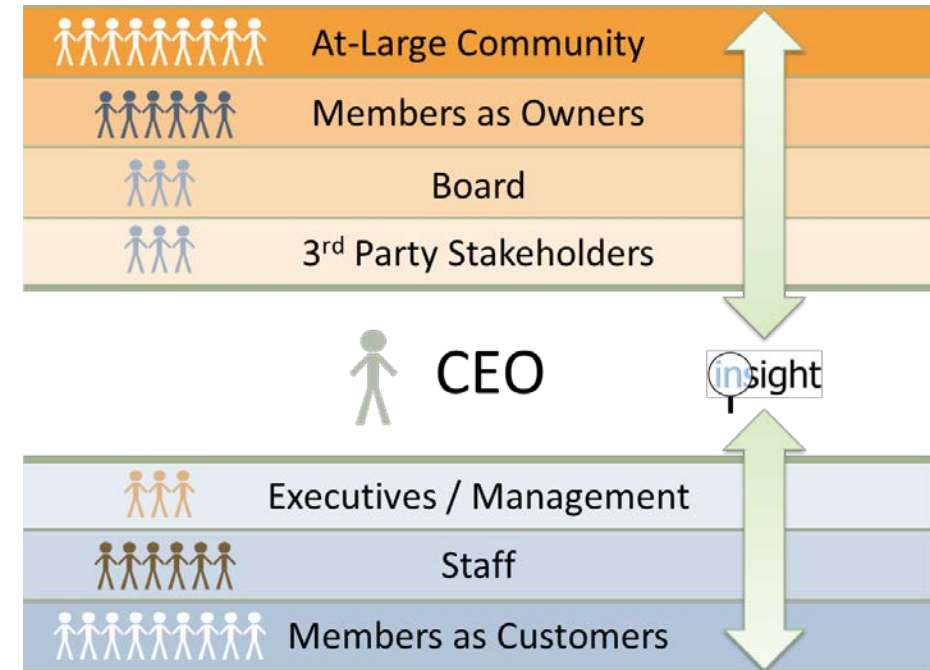 At-Large Community
Members as Owners
Board
3rd Party Stakeholders
CEO
insight
Executives / Management
Staff
Members as Customers